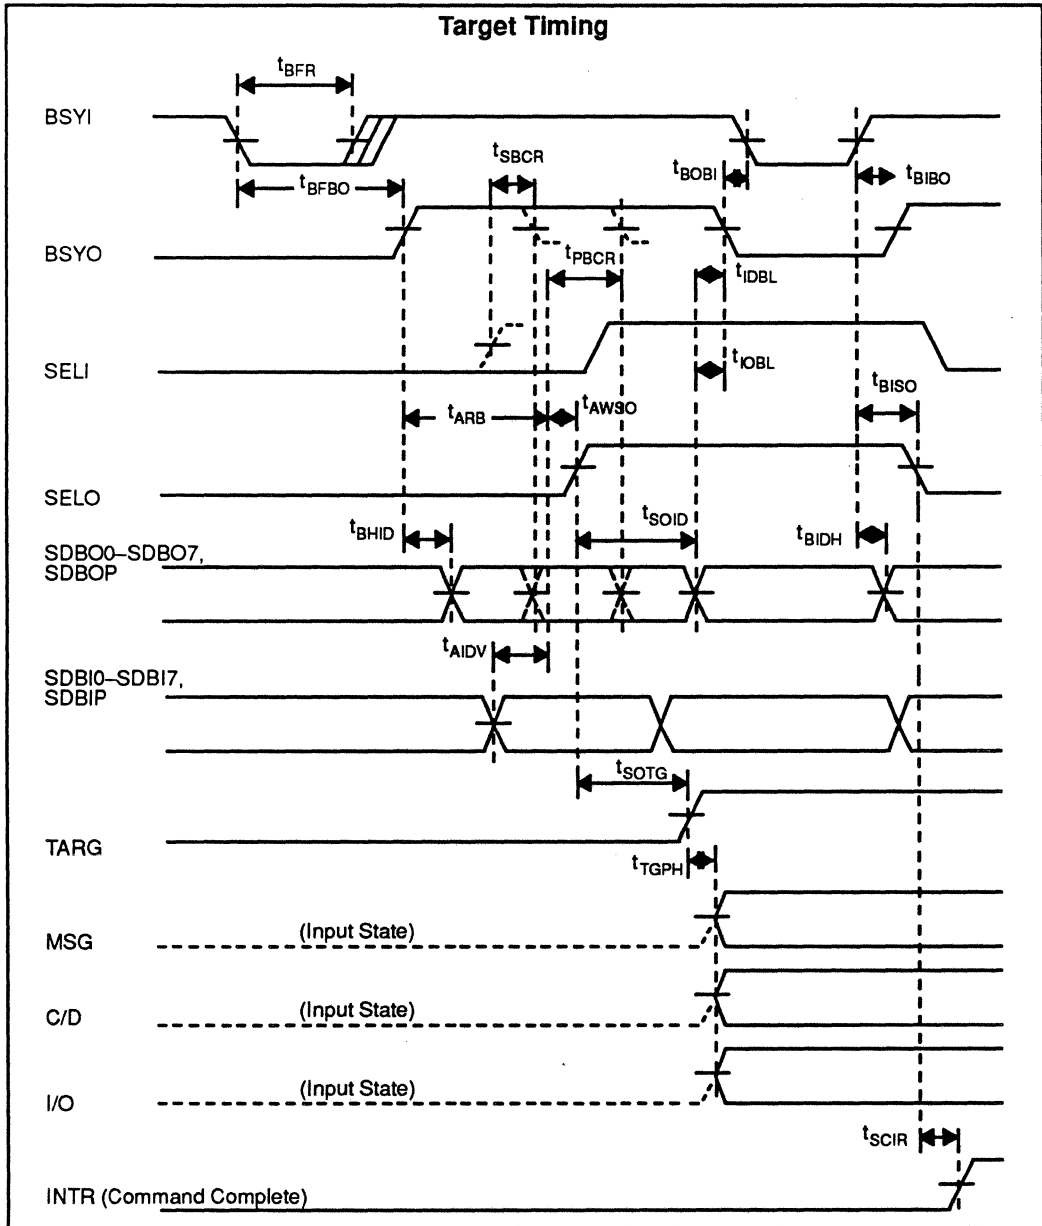 Target Timing
tBFR
BSYI
tSBCR
tBOBI
tBIBO
tBFBO
BSYO
tPBCR
tIDBL
SELI
tIOBL
tBISO
tARB
tAWSO
SELO
tBHID
tSOID
tBIDH
SDBO0–SDBO7,
SDBOP
tAIDV
SDBI0–SDBI7,
SDBIP
tSOTG
TARG
tTGPH
MSG
(Input State)
C/D
(Input State)
I/O
(Input State)
tSCIR
INTR (Command Complete)